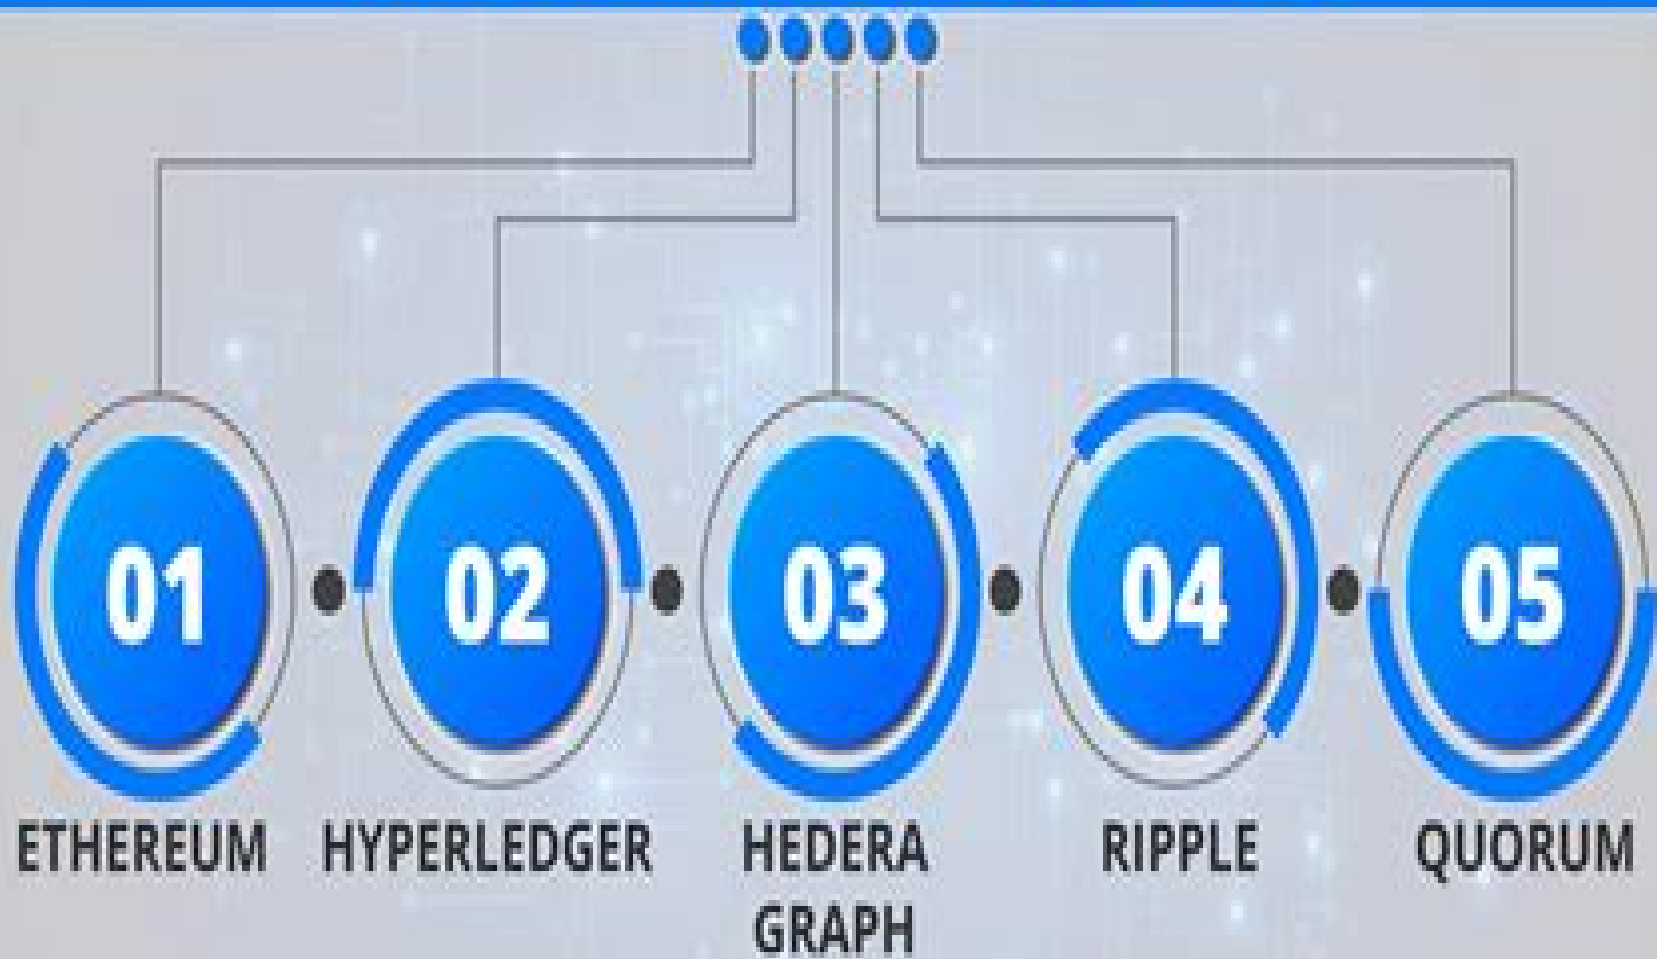 01
02
03
04
05
ETHEREUM
HYPERLEDGER
HEDERA
GRAPH
RIPPLE
QUORUM